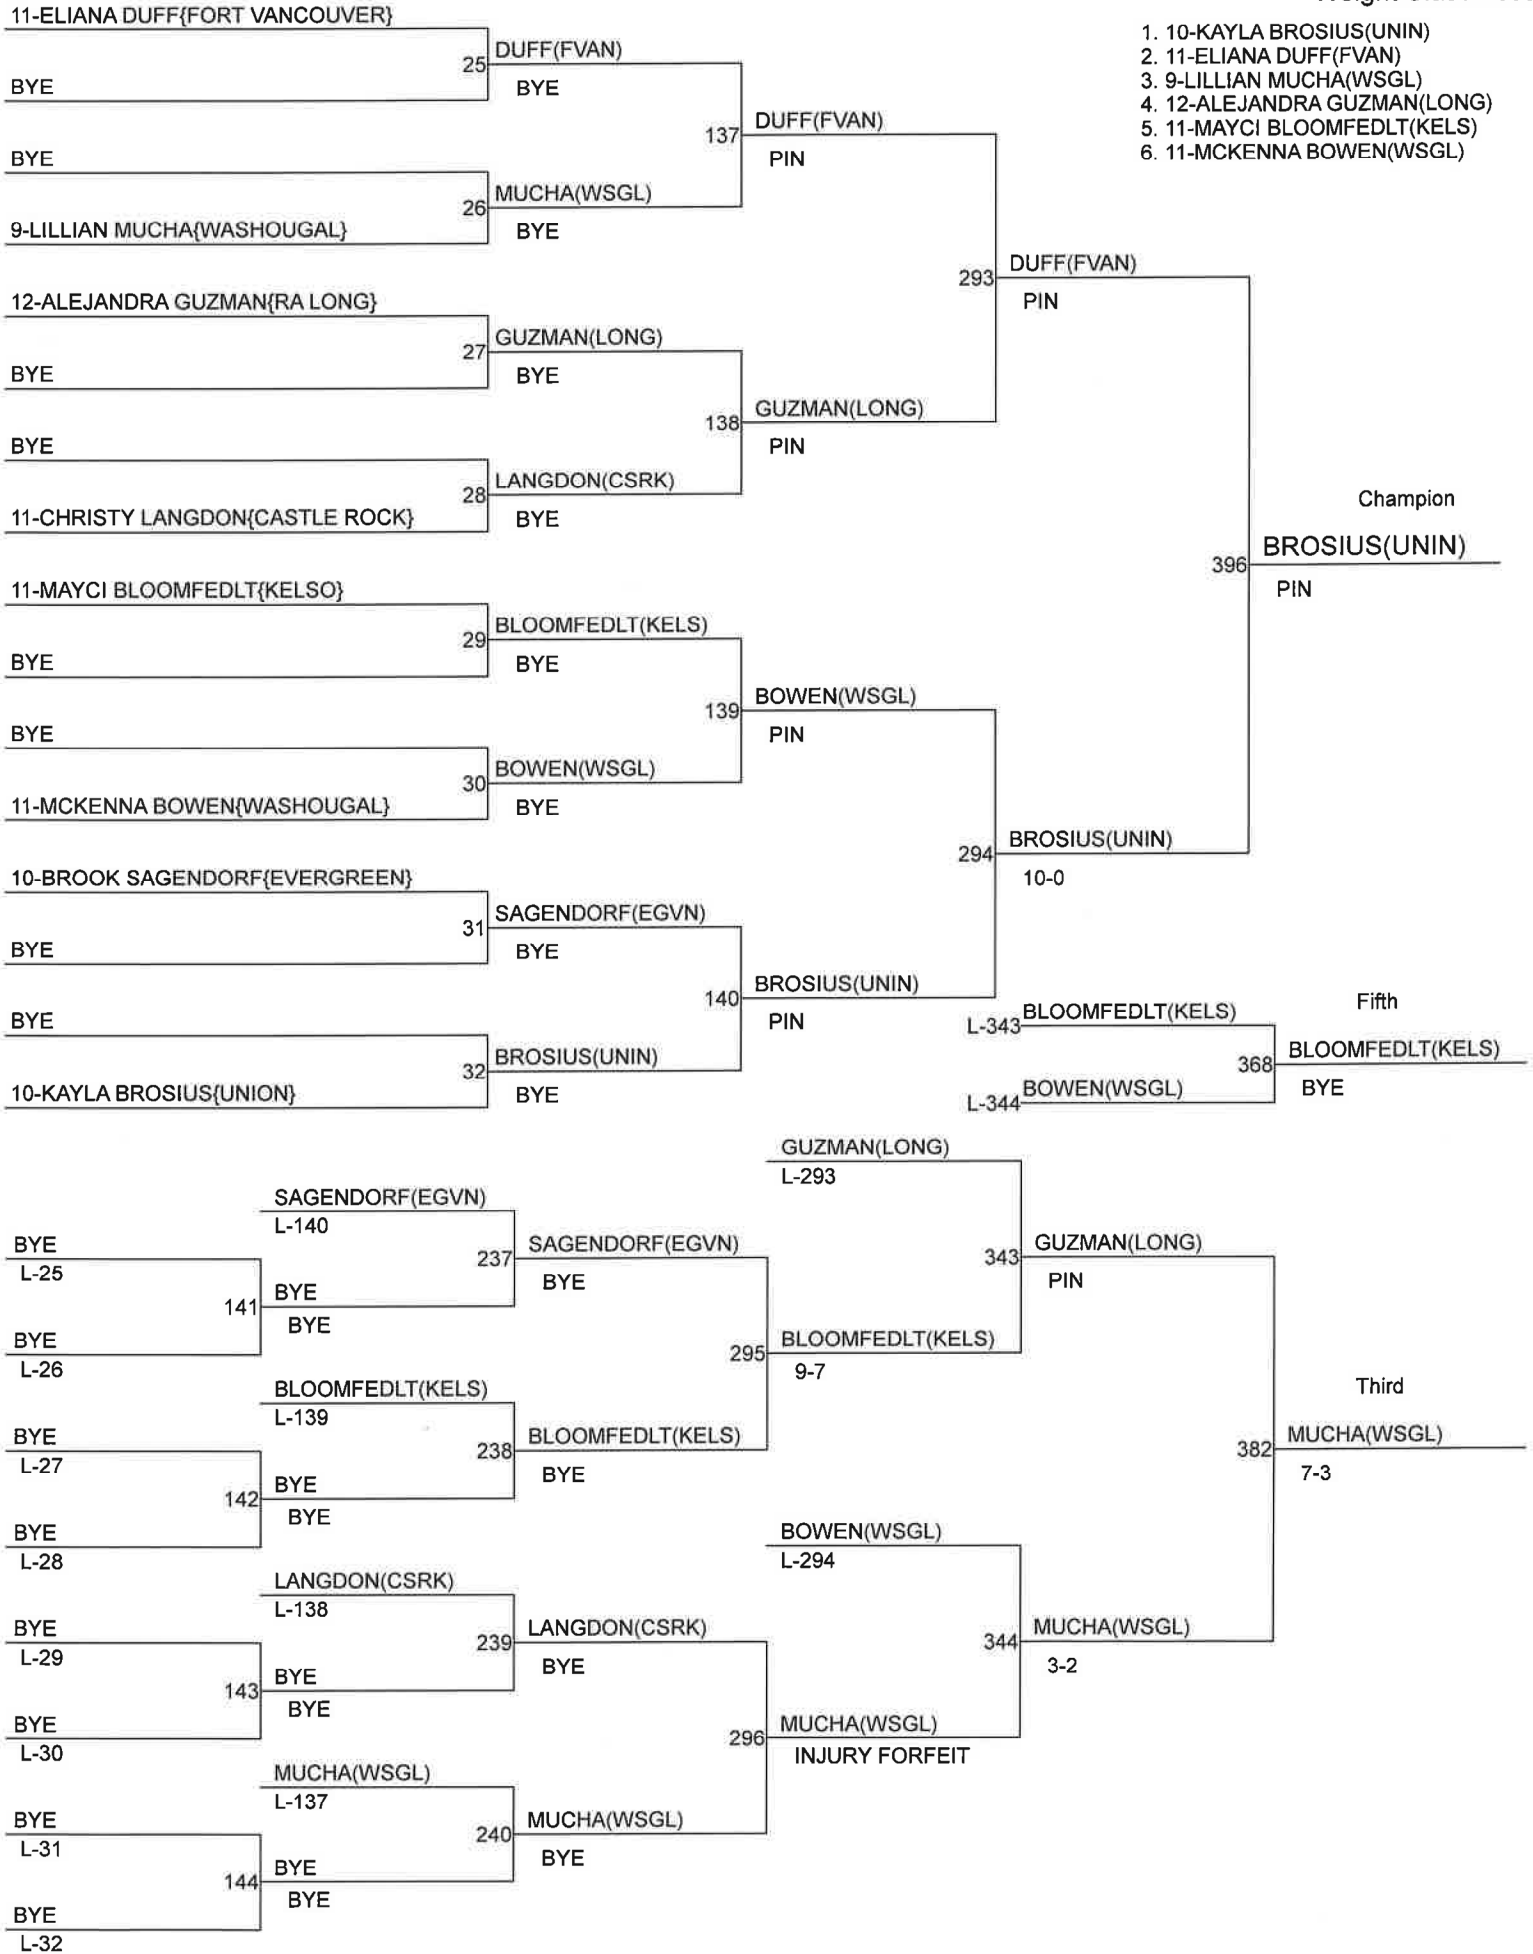 11-ELIANA DUFF{FORT VANCOUVER}
25
DUFF(FVAN)
BYE
BYE
137
DUFF(FVAN)
PIN
1. 10-KAYLA BROSIUS(UNIN)
2. 11-ELIANA DUFF(FVAN)
3. 9-LILLIAN MUCHA(WSGL)
4. 12-ALEJANDRA GUZMAN(LONG)
5. 11-MAYCI BLOOMFEDLT(KELS)
6. 11-MCKENNA BOWEN(WSGL)
BYE
26
MUCHA(WSGL)
9-LILLIAN MUCHA{WASHOUGAL}
BYE
293
DUFF(FVAN)
PIN
12-ALEJANDRA GUZMAN{RA LONG}
27
GUZMAN(LONG)
BYE
BYE
138
GUZMAN(LONG)
PIN
BYE
28
LANGDON(CSRK)
11-CHRISTY LANGDON{CASTLE ROCK}
BYE
Champion
396
BROSIUS(UNIN)
PIN
11-MAYCI BLOOMFEDLT{KELSO}
29
BLOOMFEDLT(KELS)
BYE
BYE
139
BOWEN(WSGL)
PIN
BYE
30
BOWEN(WSGL)
11-MCKENNA BOWEN{WASHOUGAL}
BYE
294
BROSIUS(UNIN)
10-0
10-BROOK SAGENDORF{EVERGREEN}
31
SAGENDORF(EGVN)
BYE
BYE
140
BROSIUS(UNIN)
PIN
BYE
32
BROSIUS(UNIN)
10-KAYLA BROSIUS{UNION}
BYE
Fifth
L-343
BLOOMFEDLT(KELS)
368
BLOOMFEDLT(KELS)
BYE
L-344
BOWEN(WSGL)
GUZMAN(LONG)
L-293
SAGENDORF(EGVN)
L-140
BYE
L-25
237
SAGENDORF(EGVN)
BYE
343
GUZMAN(LONG)
PIN
141
BYE
BYE
BYE
L-26
295
BLOOMFEDLT(KELS)
9-7
BLOOMFEDLT(KELS)
L-139
BYE
L-27
238
BLOOMFEDLT(KELS)
BYE
Third
382
MUCHA(WSGL)
7-3
142
BYE
BYE
BYE
L-28
BOWEN(WSGL)
L-294
LANGDON(CSRK)
L-138
BYE
L-29
239
LANGDON(CSRK)
BYE
344
MUCHA(WSGL)
3-2
143
BYE
BYE
BYE
L-30
296
MUCHA(WSGL)
INJURY FORFEIT
MUCHA(WSGL)
L-137
BYE
L-31
240
MUCHA(WSGL)
BYE
144
BYE
BYE
BYE
L-32